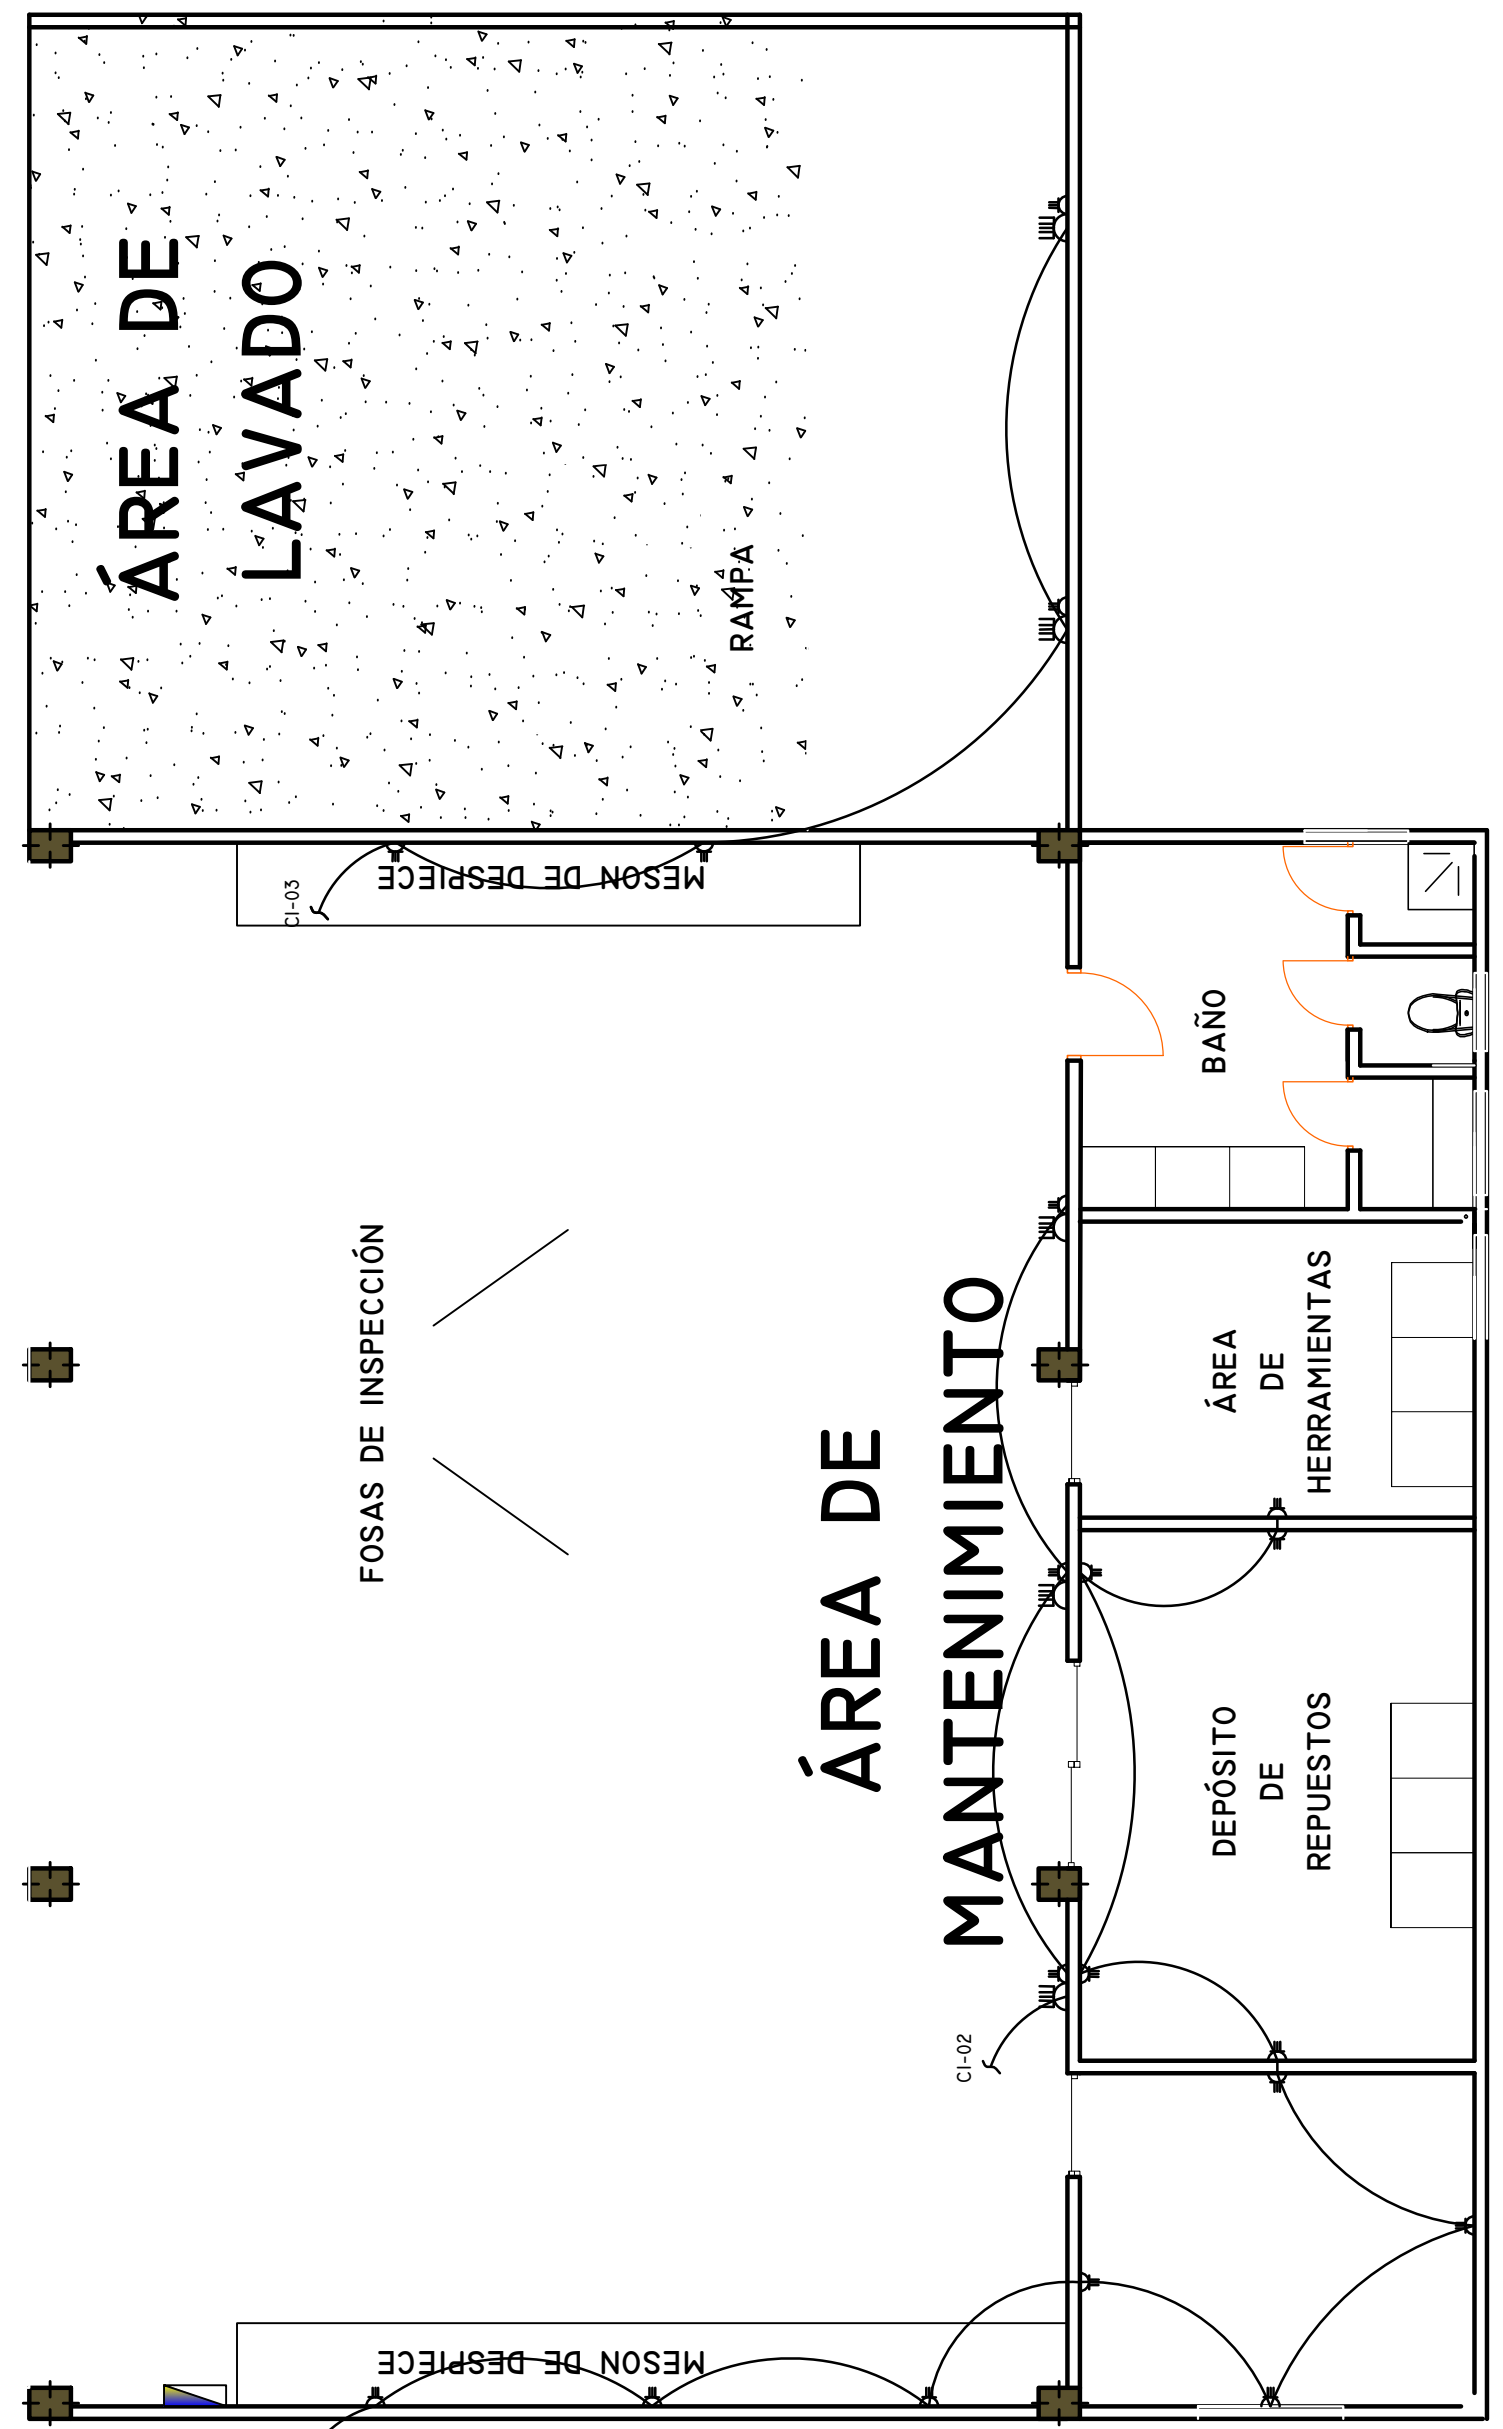 ÁREA DE
LAVADO
RAMPA
MESON DE DESPIECE
CI-03
BAÑO
FOSAS DE INSPECCIÓN
ÁREA
DE
HERRAMIENTAS
ÁREA DE
MANTENIMIENTO
DEPÓSITO
DE
REPUESTOS
CI-02
MESON DE DESPIECE